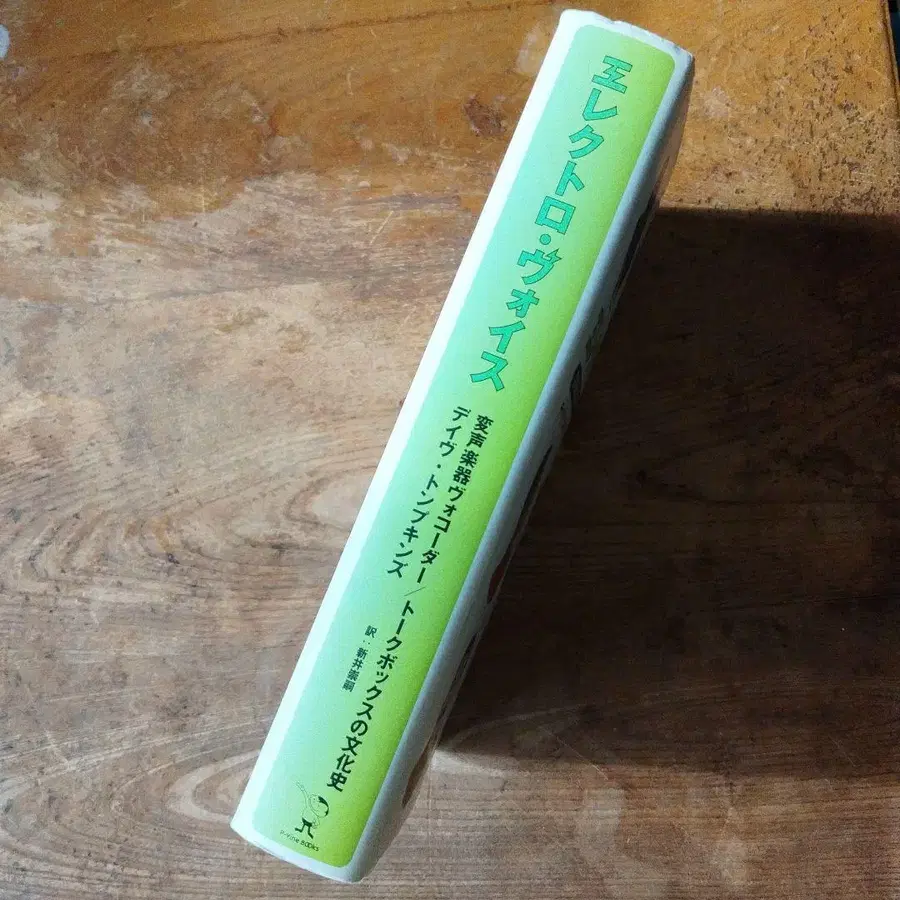 エレクトロ・ヴォイス
変声楽器ヴォコーダー/トークボックスの文化史
デイヴ・トンプキンズ
訳:新井崇嗣
P-VINE BOOKS